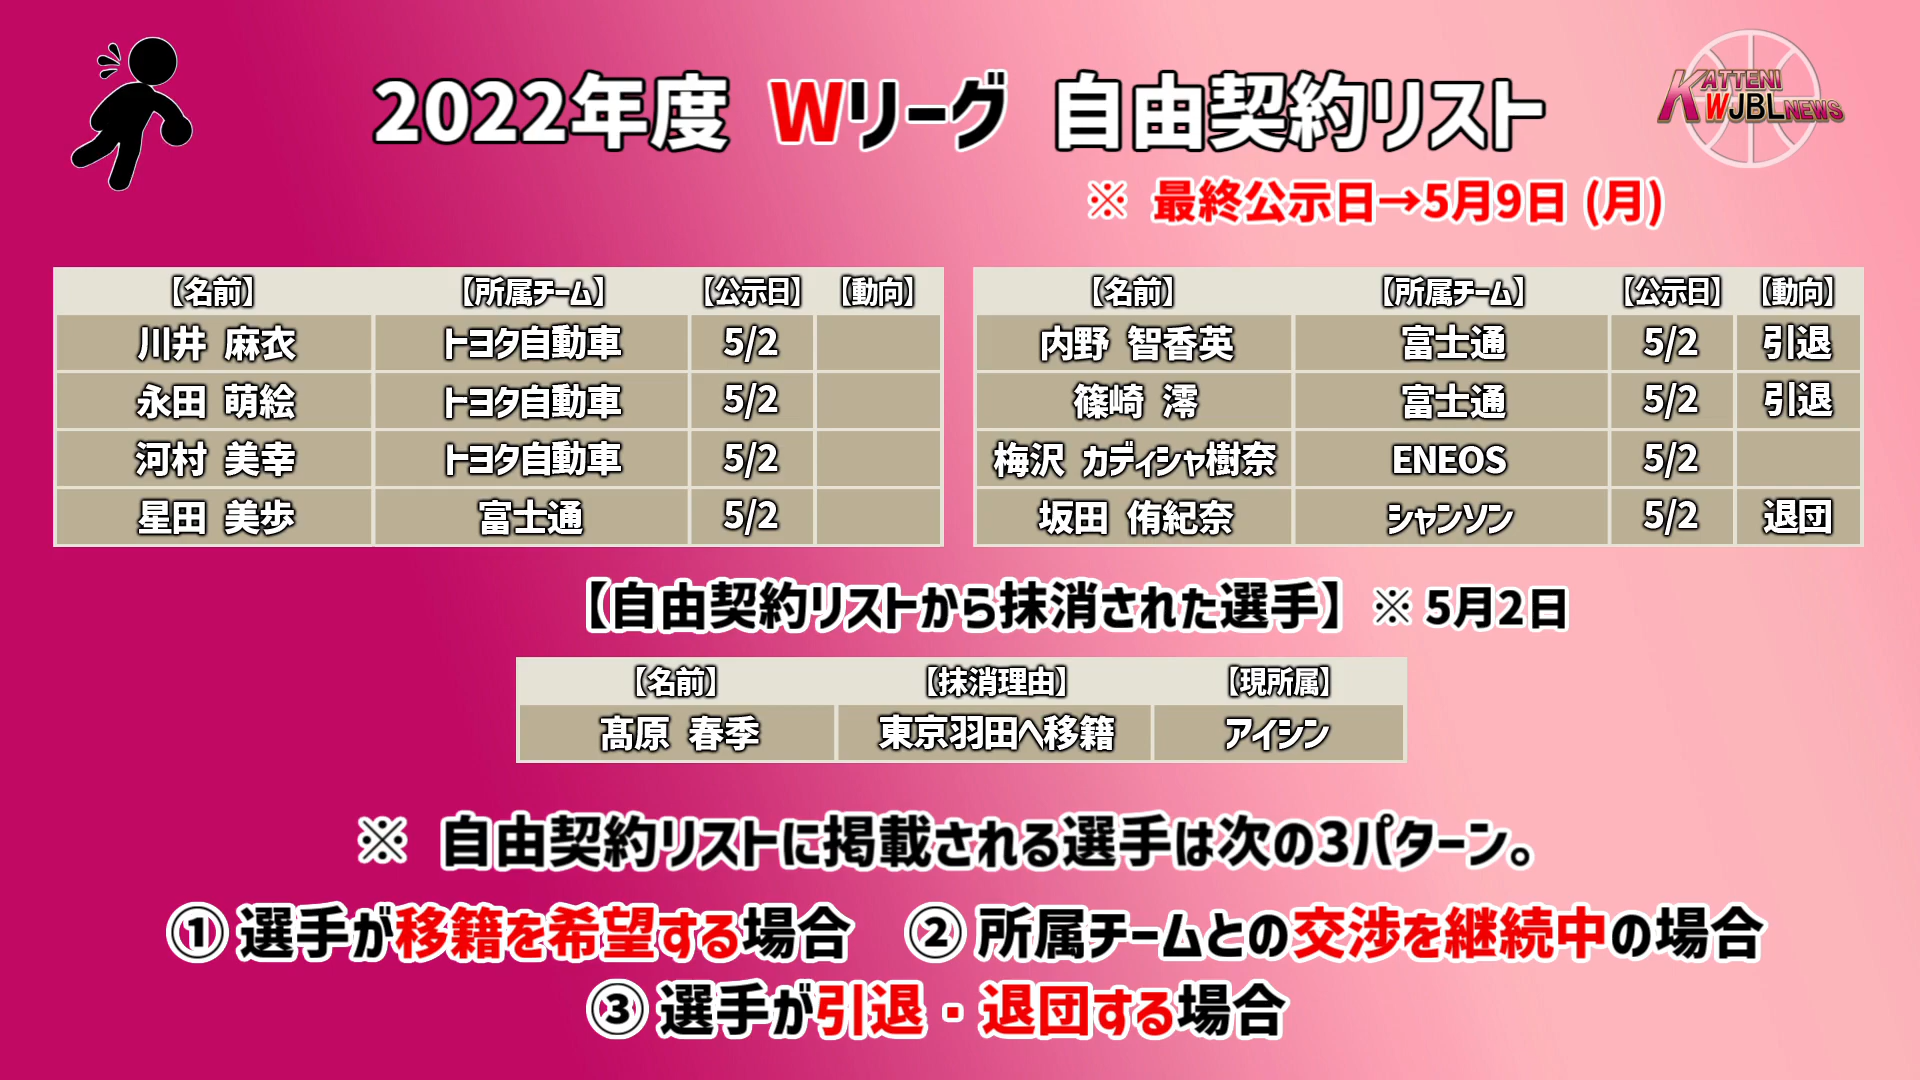 2022年度 Wリーグ 自由契約リスト
KATTENI
WJBL NEWS
※ 最終公示日→5月9日 (月)
【名前】 【所属チーム】 【公示日】 【動向】
川井 麻衣 トヨタ自動車 5/2
永田 萌絵 トヨタ自動車 5/2
河村 美幸 トヨタ自動車 5/2
星田 美歩 富士通 5/2
【名前】 【所属チーム】 【公示日】 【動向】
内野 智香英 富士通 5/2 引退
篠崎 澪 富士通 5/2 引退
梅沢 カディシャ樹奈 ENEOS 5/2
坂田 侑紀奈 シャンソン 5/2 退団
【自由契約リストから抹消された選手】 ※ 5月2日
【名前】 【抹消理由】 【現所属】
髙原 春季 東京羽田へ移籍 アイシン
※ 自由契約リストに掲載される選手は次の3パターン。
① 選手が移籍を希望する場合 ② 所属チームとの交渉を継続中の場合
③ 選手が引退・退団する場合